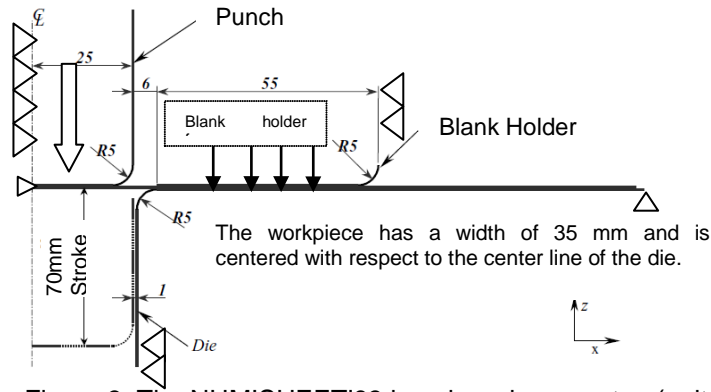 ℄
Punch
25
6
55
Blank holder
Blank Holder
R5
R5
R5
The workpiece has a width of 35 mm and is
centered with respect to the center line of the die.
70mm
Stroke
1
z
Die
x